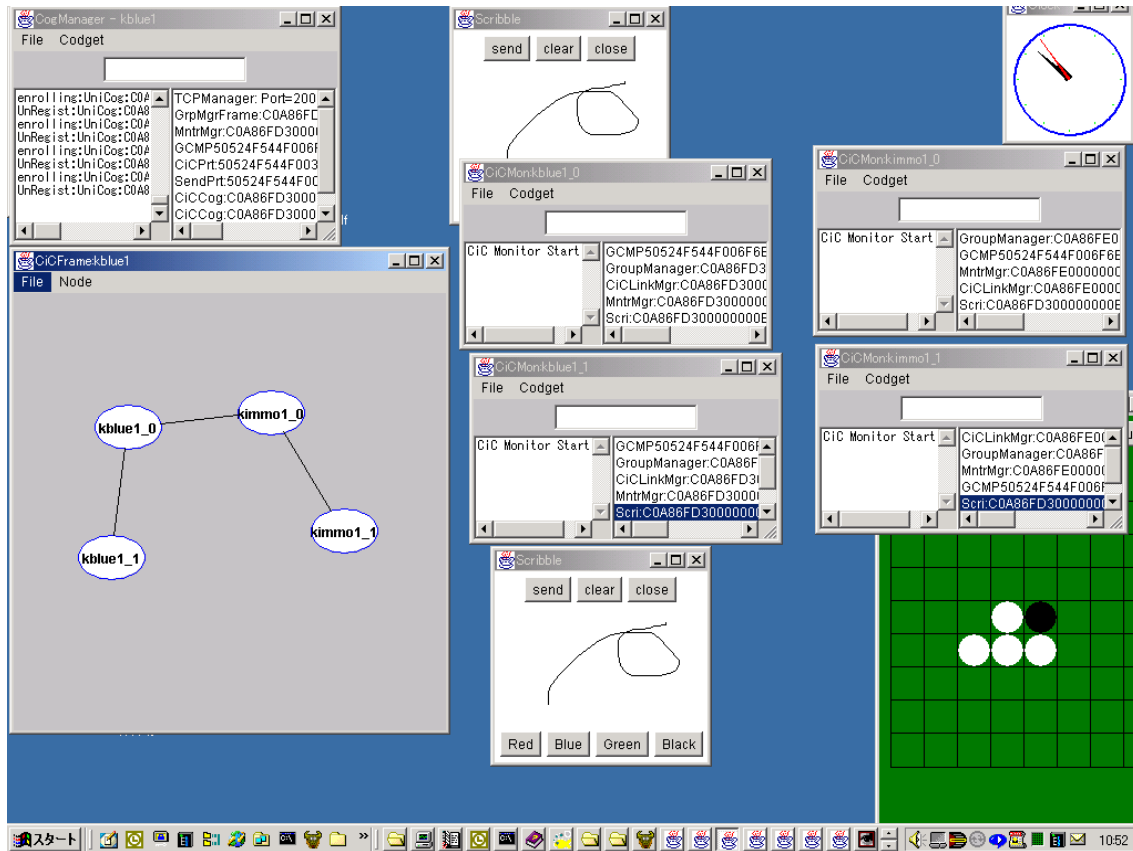 CogManager - kblue1
File Codget
enrolling:UniCog:C0A
UnRegist:UniCog:C0A8
enrolling:UniCog:C0A
UnRegist:UniCog:C0A8
enrolling:UniCog:C0A
UnRegist:UniCog:C0A8
enrolling:UniCog:C0A
UnRegist:UniCog:C0A8
TCPManager: Port=200
GrpMgrFrame:C0A86FD
MntrMgr:C0A86FD3000
GCMP50524F544F006F
CiCPrt:50524F544F003
SendPrt:50524F544F00
CiCCog:C0A86FD3000
CiCCog:C0A86FD3000
Scribble
send clear close
Clock
CiCMon:kblue1_0
File Codget
CiC Monitor Start
GCMP50524F544F006F6E
GroupManager:C0A86FD3
CiCLinkMgr:C0A86FD3000
MntrMgr:C0A86FD3000000
Scri:C0A86FD300000000E
CiCMon:kimmo1_0
File Codget
CiC Monitor Start
GroupManager:C0A86FE0
GCMP50524F544F006F6E
MntrMgr:C0A86FE0000000
CiCLinkMgr:C0A86FE0000
Scri:C0A86FD300000000E
CiCFrame:kblue1
File Node
kblue1_0
kimmo1_0
kblue1_1
kimmo1_1
CiCMon:kblue1_1
File Codget
CiC Monitor Start
GCMP50524F544F006F
GroupManager:C0A86F
CiCLinkMgr:C0A86FD3
MntrMgr:C0A86FD3000
Scri:C0A86FD3000000
CiCMon:kimmo1_1
File Codget
CiC Monitor Start
CiCLinkMgr:C0A86FE0
GroupManager:C0A86F
MntrMgr:C0A86FE0000
GCMP50524F544F006F
Scri:C0A86FD3000000
Scribble
send clear close
Red Blue Green Black
スタート
10:52